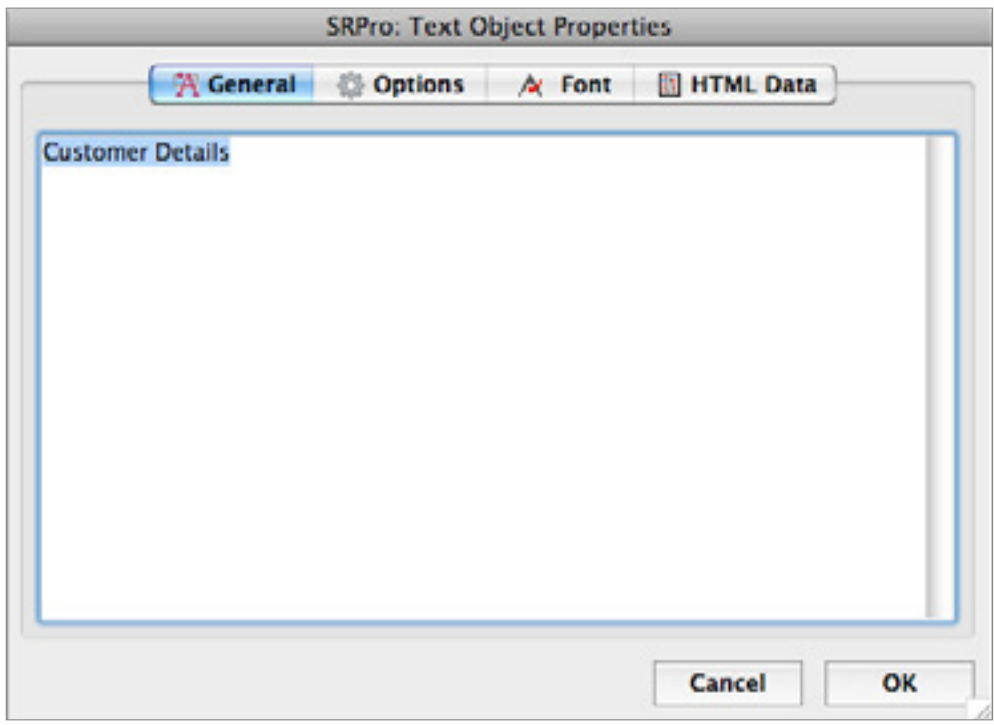 SRPro: Text Object Properties
General Options Font HTML Data
Customer Details
Cancel OK